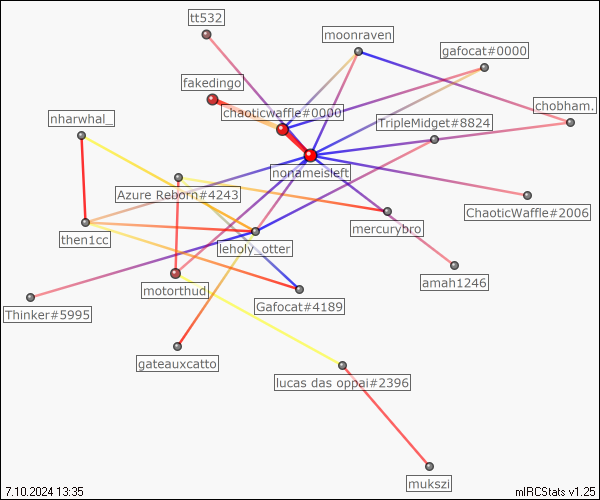 tt532
moonraven
gafocat#0000
fakedingo
chaoticwaffle#0000
chobham.
nharwhal_
TripleMidget#8824
nonameisleft
Azure Reborn#4243
ChaoticWaffle#2006
mercurybro
then1cc
leholy_otter
amah1246
motorthud
Gafocat#4189
Thinker#5995
gateauxcatto
lucas das oppai#2396
mukszi
7.10.2024 13:35
mIRCStats v1.25